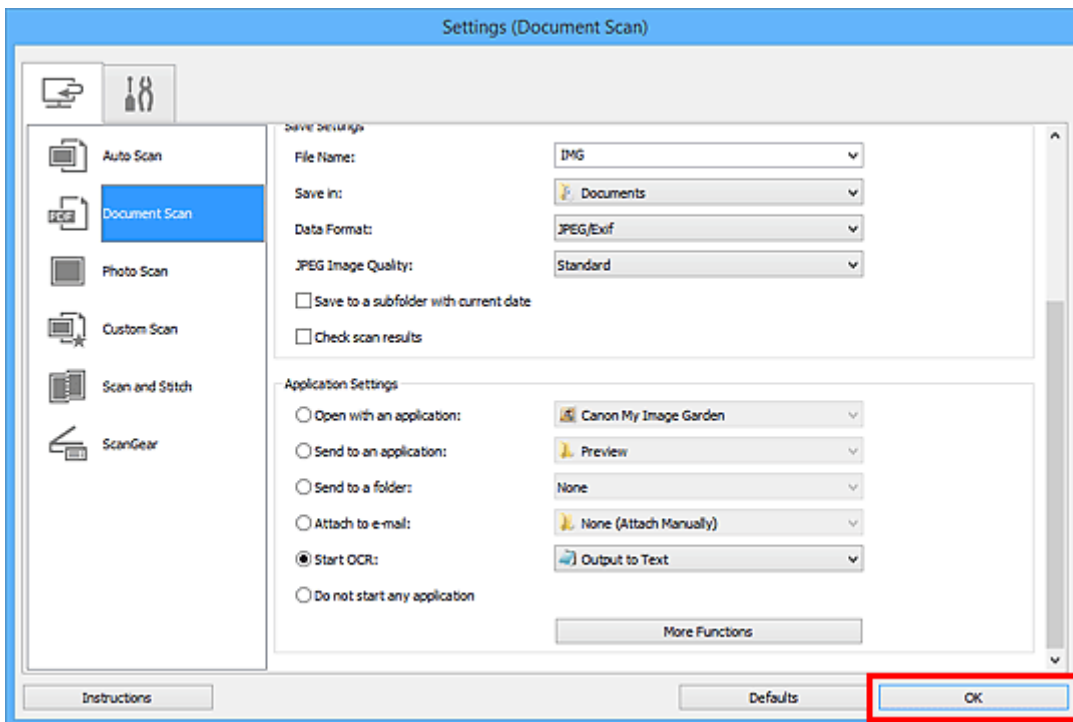 Settings (Document Scan)
Auto Scan
PDF
Document Scan
Photo Scan
Custom Scan
Scan and Stitch
ScanGear
Save Settings
File Name: IMG
Save in: Documents
Data Format: JPEG/Exif
JPEG Image Quality: Standard
Save to a subfolder with current date
Check scan results
Application Settings
Open with an application: Canon My Image Garden
Send to an application: Preview
Send to a folder: None
Attach to e-mail: None (Attach Manually)
Start OCR: Output to Text
Do not start any application
More Functions
Instructions Defaults OK